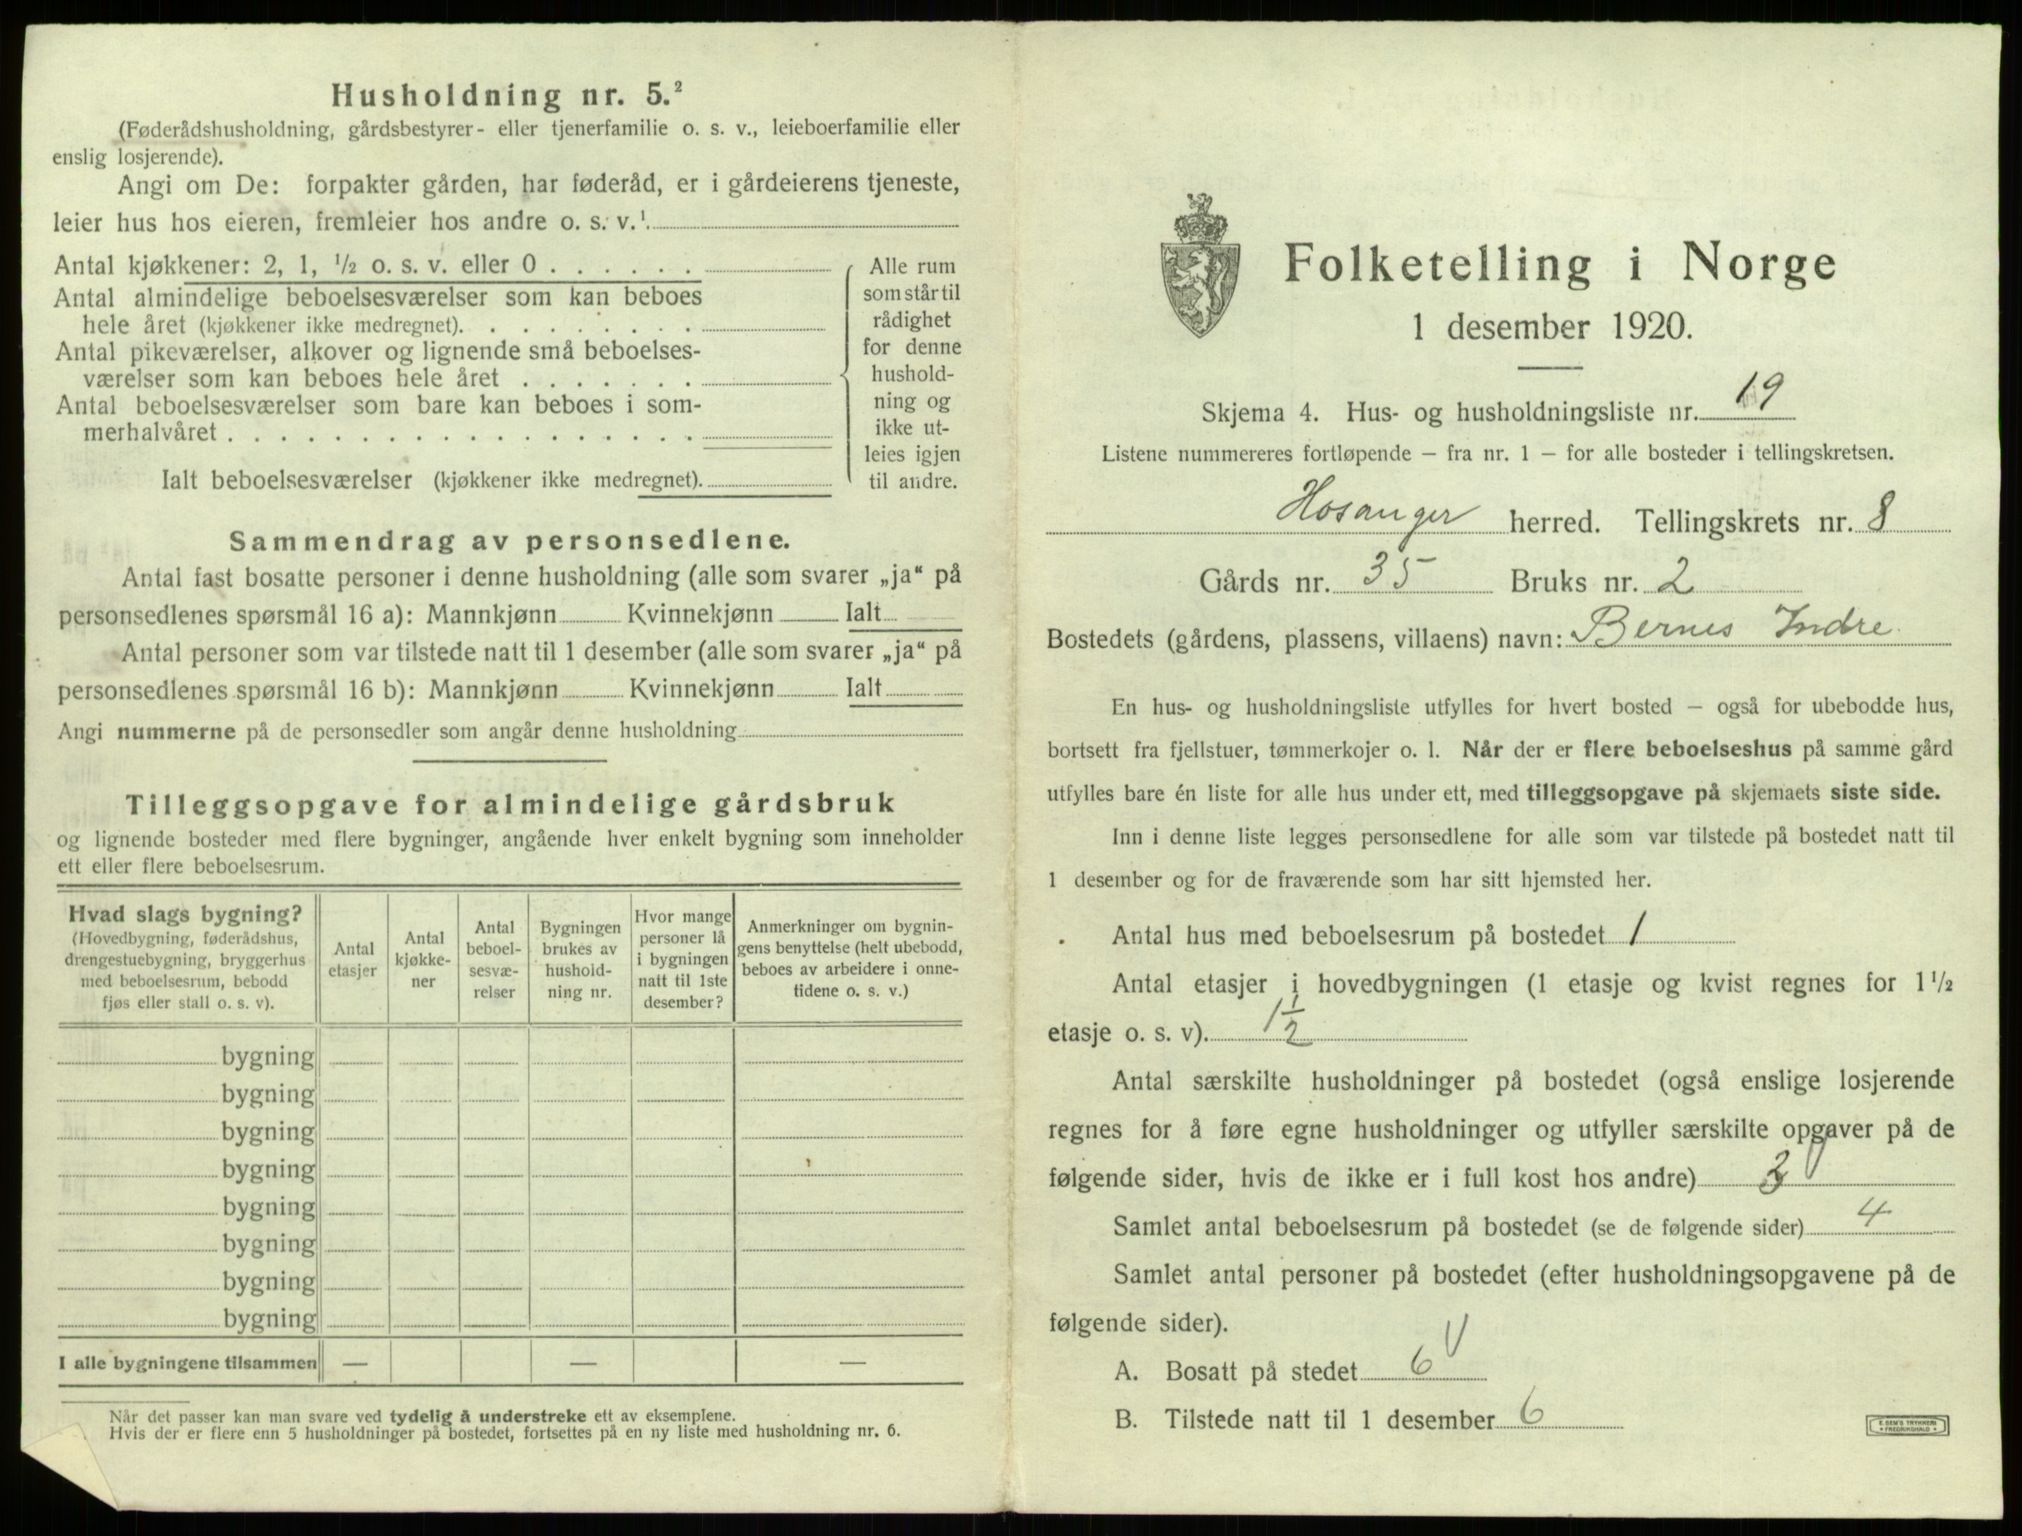 Husholdning nr. 5.²
(Føderådshusholdning, gårdsbestyrer- eller tjenerfamilie o. s. v., leieboerfamilie eller
enslig losjerende).
Angi om De: forpakter gården, har føderåd, er i gårdeierens tjeneste,
leier hus hos eieren, fremleier hos andre o. s. v.¹
Antal kjøkkener: 2, 1, ½ o. s. v. eller 0 . . . . . .
Antal almindelige beboelsesværelser som kan beboes
hele året (kjøkkener ikke medregnet). . . . . . . . .
Antal pikeværelser, alkover og lignende små beboelses-
værelser som kan beboes hele året . . . . . . .
Antal beboelsesværelser som bare kan beboes i som-
merhalvåret . . . . . . . . . . . . . . . . . .
Ialt beboelsesværelser (kjøkkener ikke medregnet).
Alle rum
som står til
rådighet
for denne
hushold-
ning og
ikke ut-
leies igjen
til andre.
Sammendrag av personsedlene.
Antal fast bosatte personer i denne husholdning (alle som svarer „ja" på
personsedlenes spørsmål 16 a): Mannkjønn Kvinnekjønn Ialt
Antal personer som var tilstede natt til 1 desember (alle som svarer „ja" på
personsedlenes spørsmål 16 b): Mannkjønn Kvinnekjønn Ialt
Angi nummerne på de personsedler som angår denne husholdning
Tilleggsopgave for almindelige gårdsbruk
og lignende bosteder med flere bygninger, angående hver enkelt bygning som inneholder
ett eller flere beboelsesrum.
Hvad slags bygning?
(Hovedbygning, føderådshus,
drengestuebygning, bryggerhus
med beboelsesrum, bebodd
fjøs eller stall o. s. v).
Antal
etasjer
Antal
kjøkke-
ner
Antal
beboel-
sesvæ-
relser
Bygningen
brukes av
hushold-
ning nr.
Hvor mange
personer lå
i bygningen
natt til 1ste
desember?
Anmerkninger om bygnin-
gens benyttelse (helt ubebodd,
beboes av arbeidere i onne-
tidene o. s. v.)
bygning
bygning
bygning
bygning
bygning
bygning
bygning
bygning
I alle bygningene tilsammen — — —
Når det passer kan man svare ved tydelig å understreke ett av eksemplene.
Hvis der er flere enn 5 husholdninger på bostedet, fortsettes på en ny liste med husholdning nr. 6.
Folketelling i Norge
1 desember 1920.
Skjema 4. Hus- og husholdningsliste nr. 19
Listene nummereres fortløpende — fra nr. 1 — for alle bosteder i tellingskretsen.
Hosanger herred. Tellingskrets nr. 8
Gårds nr. 35 Bruks nr. 2
Bostedets (gårdens, plassens, villaens) navn: Bernes Indre
En hus- og husholdningsliste utfylles for hvert bosted — også for ubebodde hus,
bortsett fra fjellstuer, tømmerkojer o. l. Når der er flere beboelseshus på samme gård
utfylles bare én liste for alle hus under ett, med tilleggsopgave på skjemaets siste side.
Inn i denne liste legges personsedlene for alle som var tilstede på bostedet natt til
1 desember og for de fraværende som har sitt hjemsted her.
Antal hus med beboelsesrum på bostedet 1
Antal etasjer i hovedbygningen (1 etasje og kvist regnes for 1½
etasje o. s. v). 1½
Antal særskilte husholdninger på bostedet (også enslige losjerende
regnes for å føre egne husholdninger og utfyller særskilte opgaver på de
følgende sider, hvis de ikke er i full kost hos andre)
Samlet antal beboelsesrum på bostedet (se de følgende sider) 4
Samlet antal personer på bostedet (efter husholdningsopgavene på de
følgende sider).
A. Bosatt på stedet 6
B. Tilstede natt til 1 desember 6
E. SEM'S TRYKKERI
FREDRIKSHALD